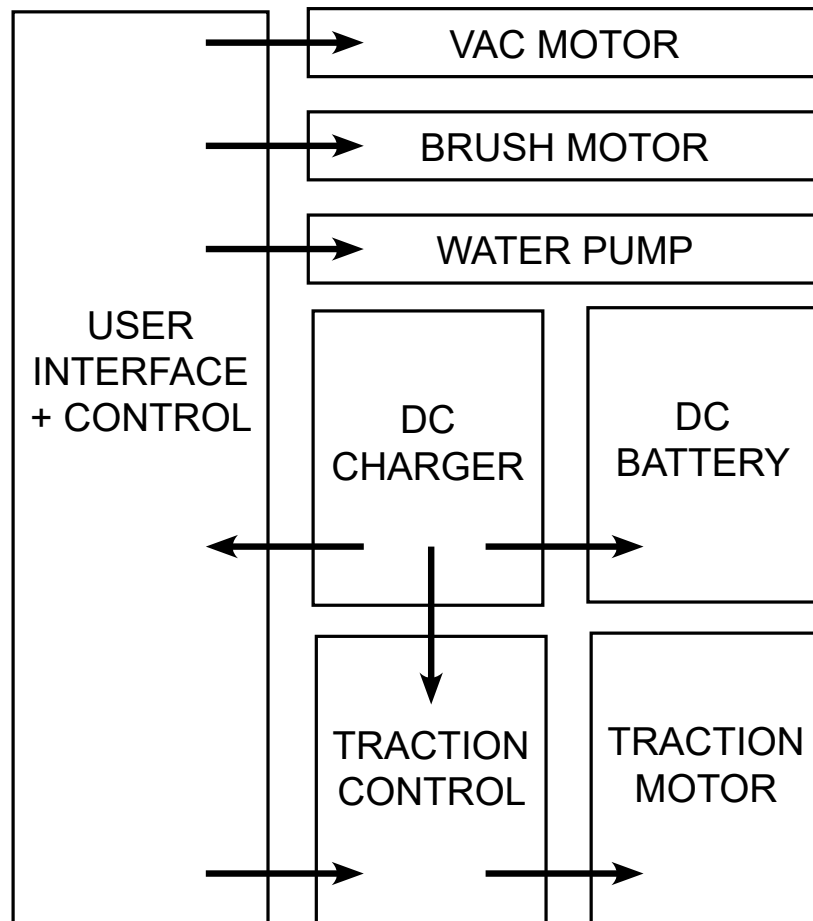 VAC MOTOR
BRUSH MOTOR
WATER PUMP
USER
INTERFACE
+ CONTROL
DC
CHARGER
DC
BATTERY
TRACTION
CONTROL
TRACTION
MOTOR